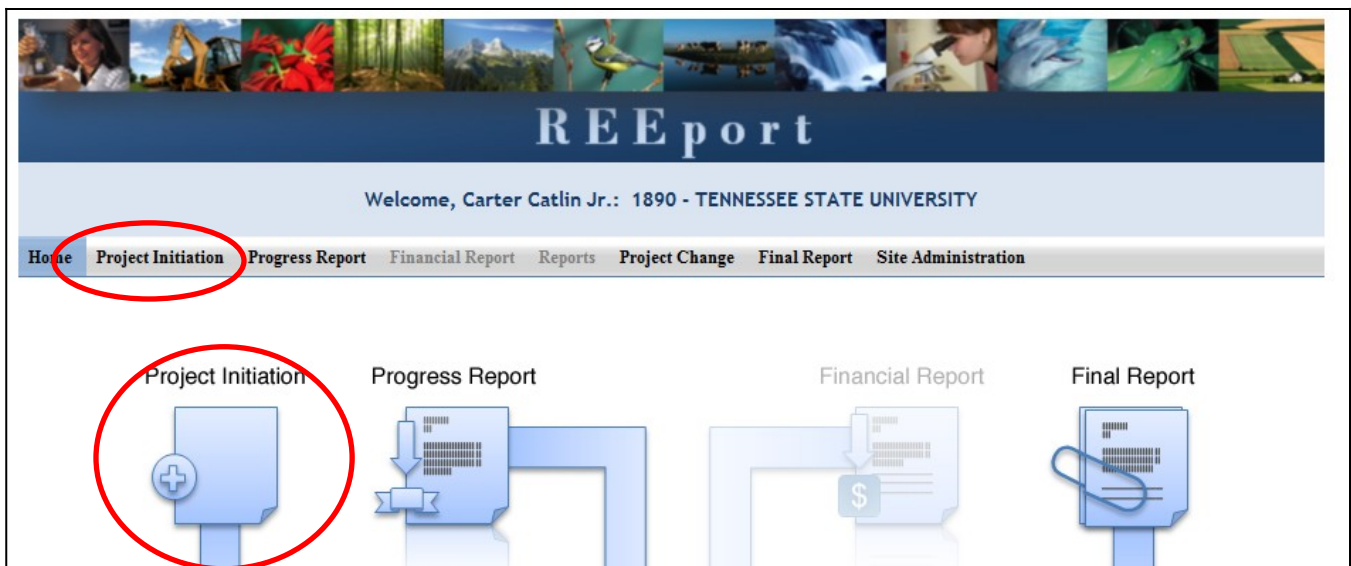 REEport
Welcome, Carter Catlin Jr.: 1890 - TENNESSEE STATE UNIVERSITY
Home Project Initiation Progress Report Financial Report Reports Project Change Final Report Site Administration
Project Initiation Progress Report Financial Report Final Report
$